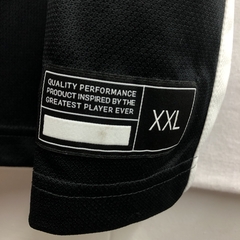 QUALITY PERFORMANCE
PRODUCT INSPIRED BY THE
GREATEST PLAYER EVER
XXL